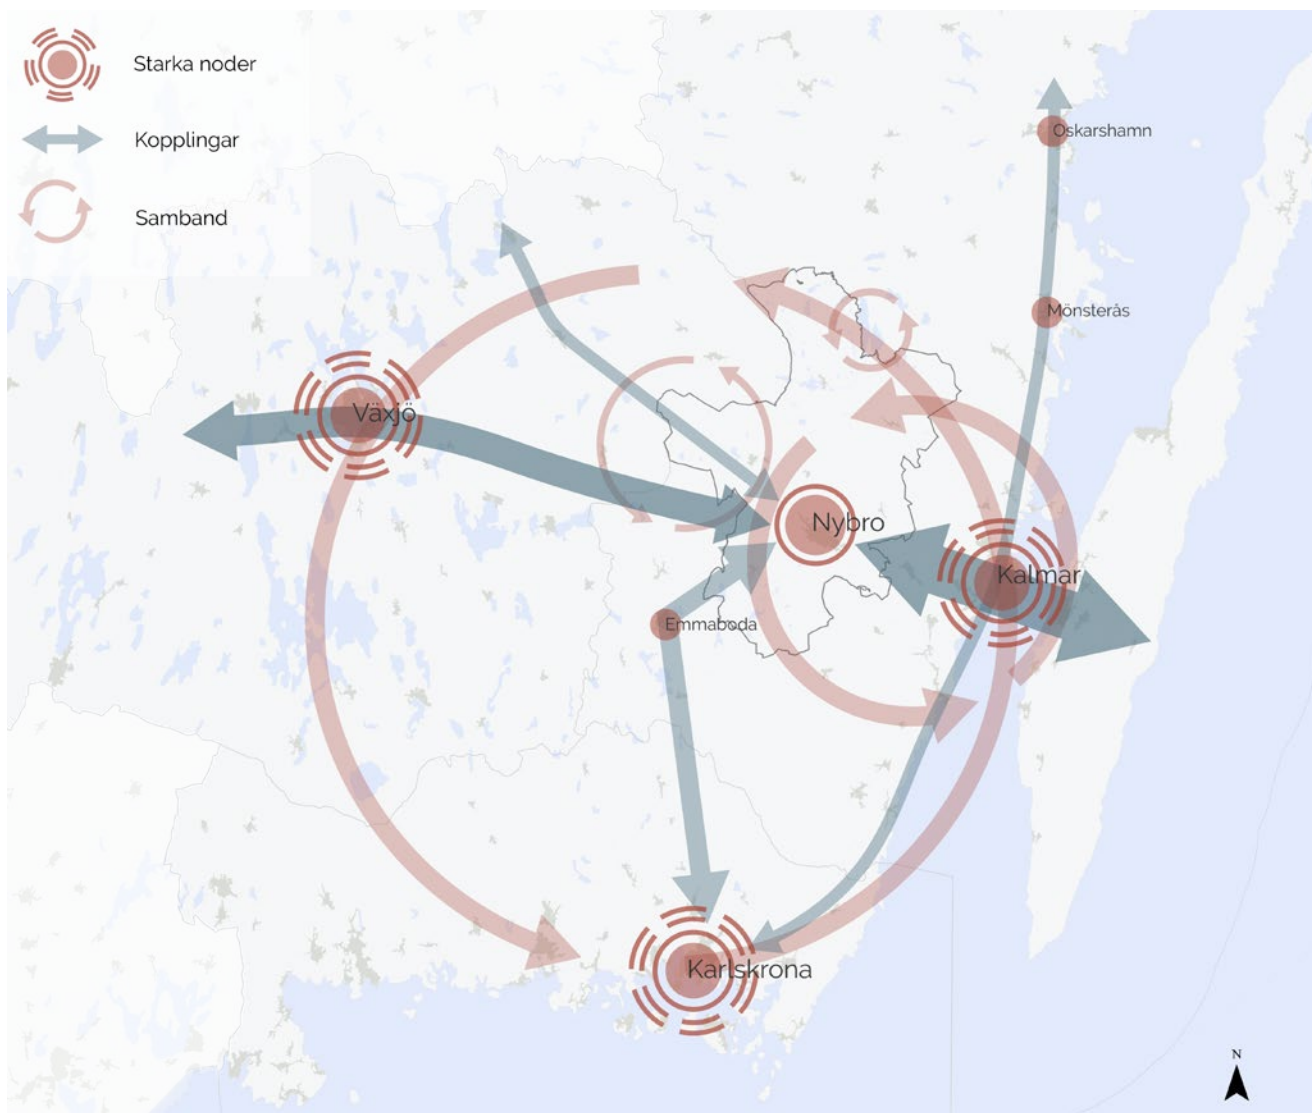 Starka noder
Kopplingar
Samband
Oskarshamn
Mönsterås
Växjö
Nybro
Kalmar
Emmaboda
Karlskrona
N